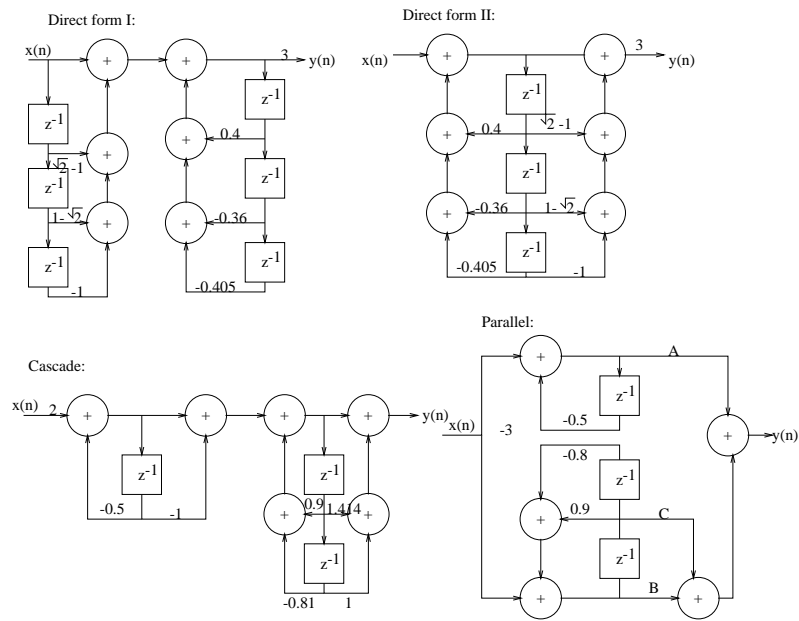 Direct form I:
x(n)
+
+
3
y(n)
z-1
z-1
+
+
0.4
√2 -1
z-1
z-1
1- √2
+
+
-0.36
z-1
z-1
-1
-0.405
Direct form II:
x(n)
+
+
3
y(n)
z-1
√2 -1
+
0.4
+
z-1
+
-0.36
1- √2
+
z-1
-0.405
-1
Cascade:
x(n)
2
+
+
+
+
y(n)
z-1
z-1
-0.5
-1
+
0.9
1.414
+
z-1
-0.81
1
Parallel:
+
A
z-1
-0.5
x(n)
-3
+
y(n)
-0.8
z-1
+
0.9
C
z-1
+
B
+